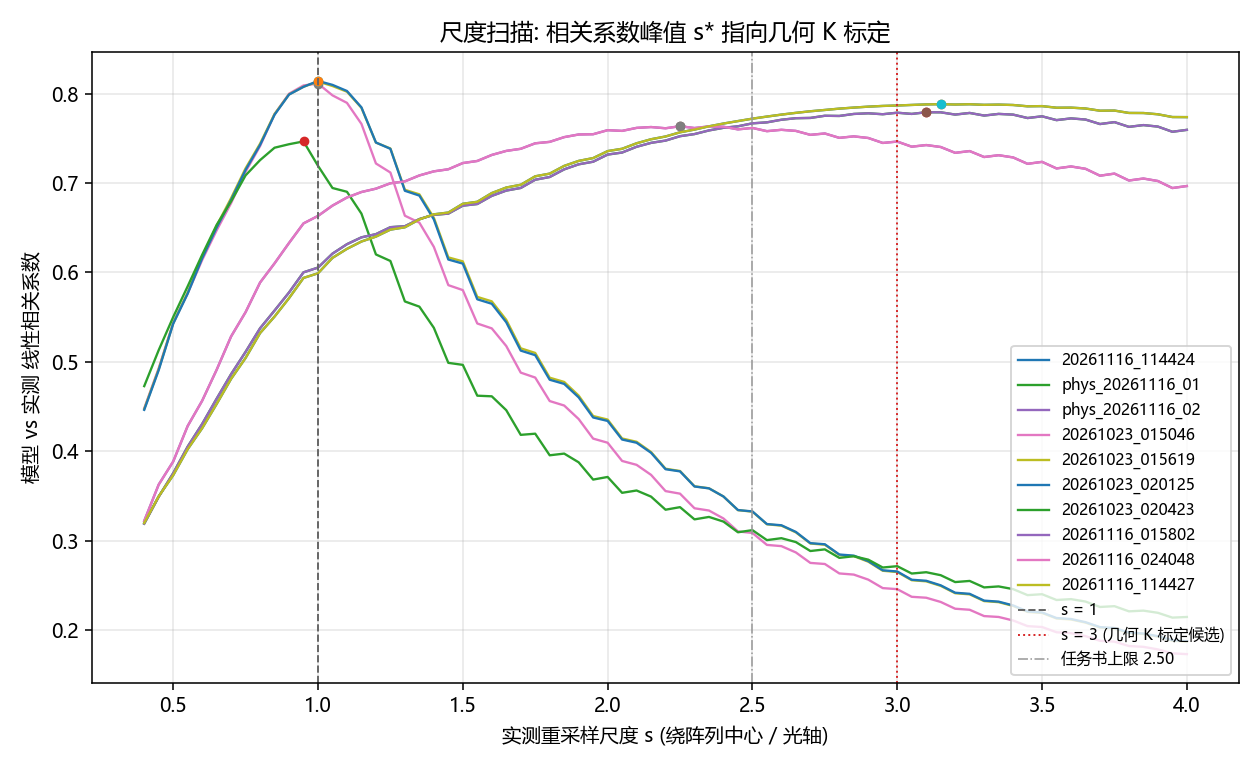 尺度扫描: 相关系数峰值 s* 指向几何 K 标定
模型 vs 实测 线性相关系数
0.8
0.7
0.6
0.5
0.4
0.3
0.2
20261116_114424
phys_20261116_01
phys_20261116_02
20261023_015046
20261023_015619
20261023_020125
20261023_020423
20261116_015802
20261116_024048
20261116_114427
s = 1
s = 3 (几何 K 标定候选)
任务书上限 2.50
0.5
1.0
1.5
2.0
2.5
3.0
3.5
4.0
实测重采样尺度 s (绕阵列中心 / 光轴)